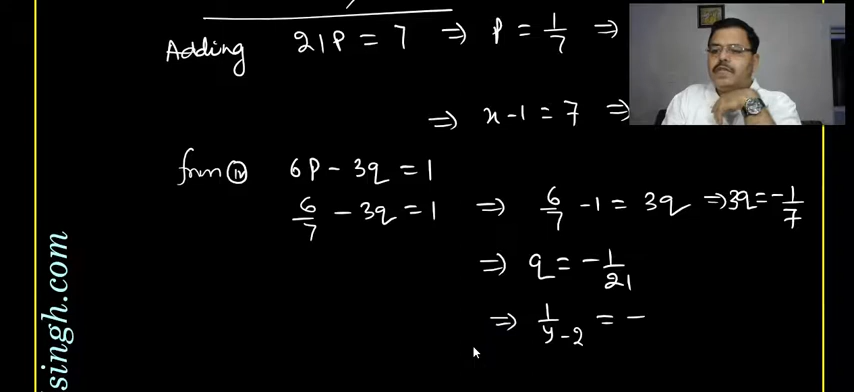 Adding 21P = 7 ⇒ P = 1/7 ⇒
⇒ x - 1 = 7 ⇒
from (iv) 6P - 3q = 1
6/7 - 3q = 1 ⇒ 6/7 - 1 = 3q ⇒ 3q = -1/7
⇒ q = -1/21
⇒ 1/y-2 = -
singh.com